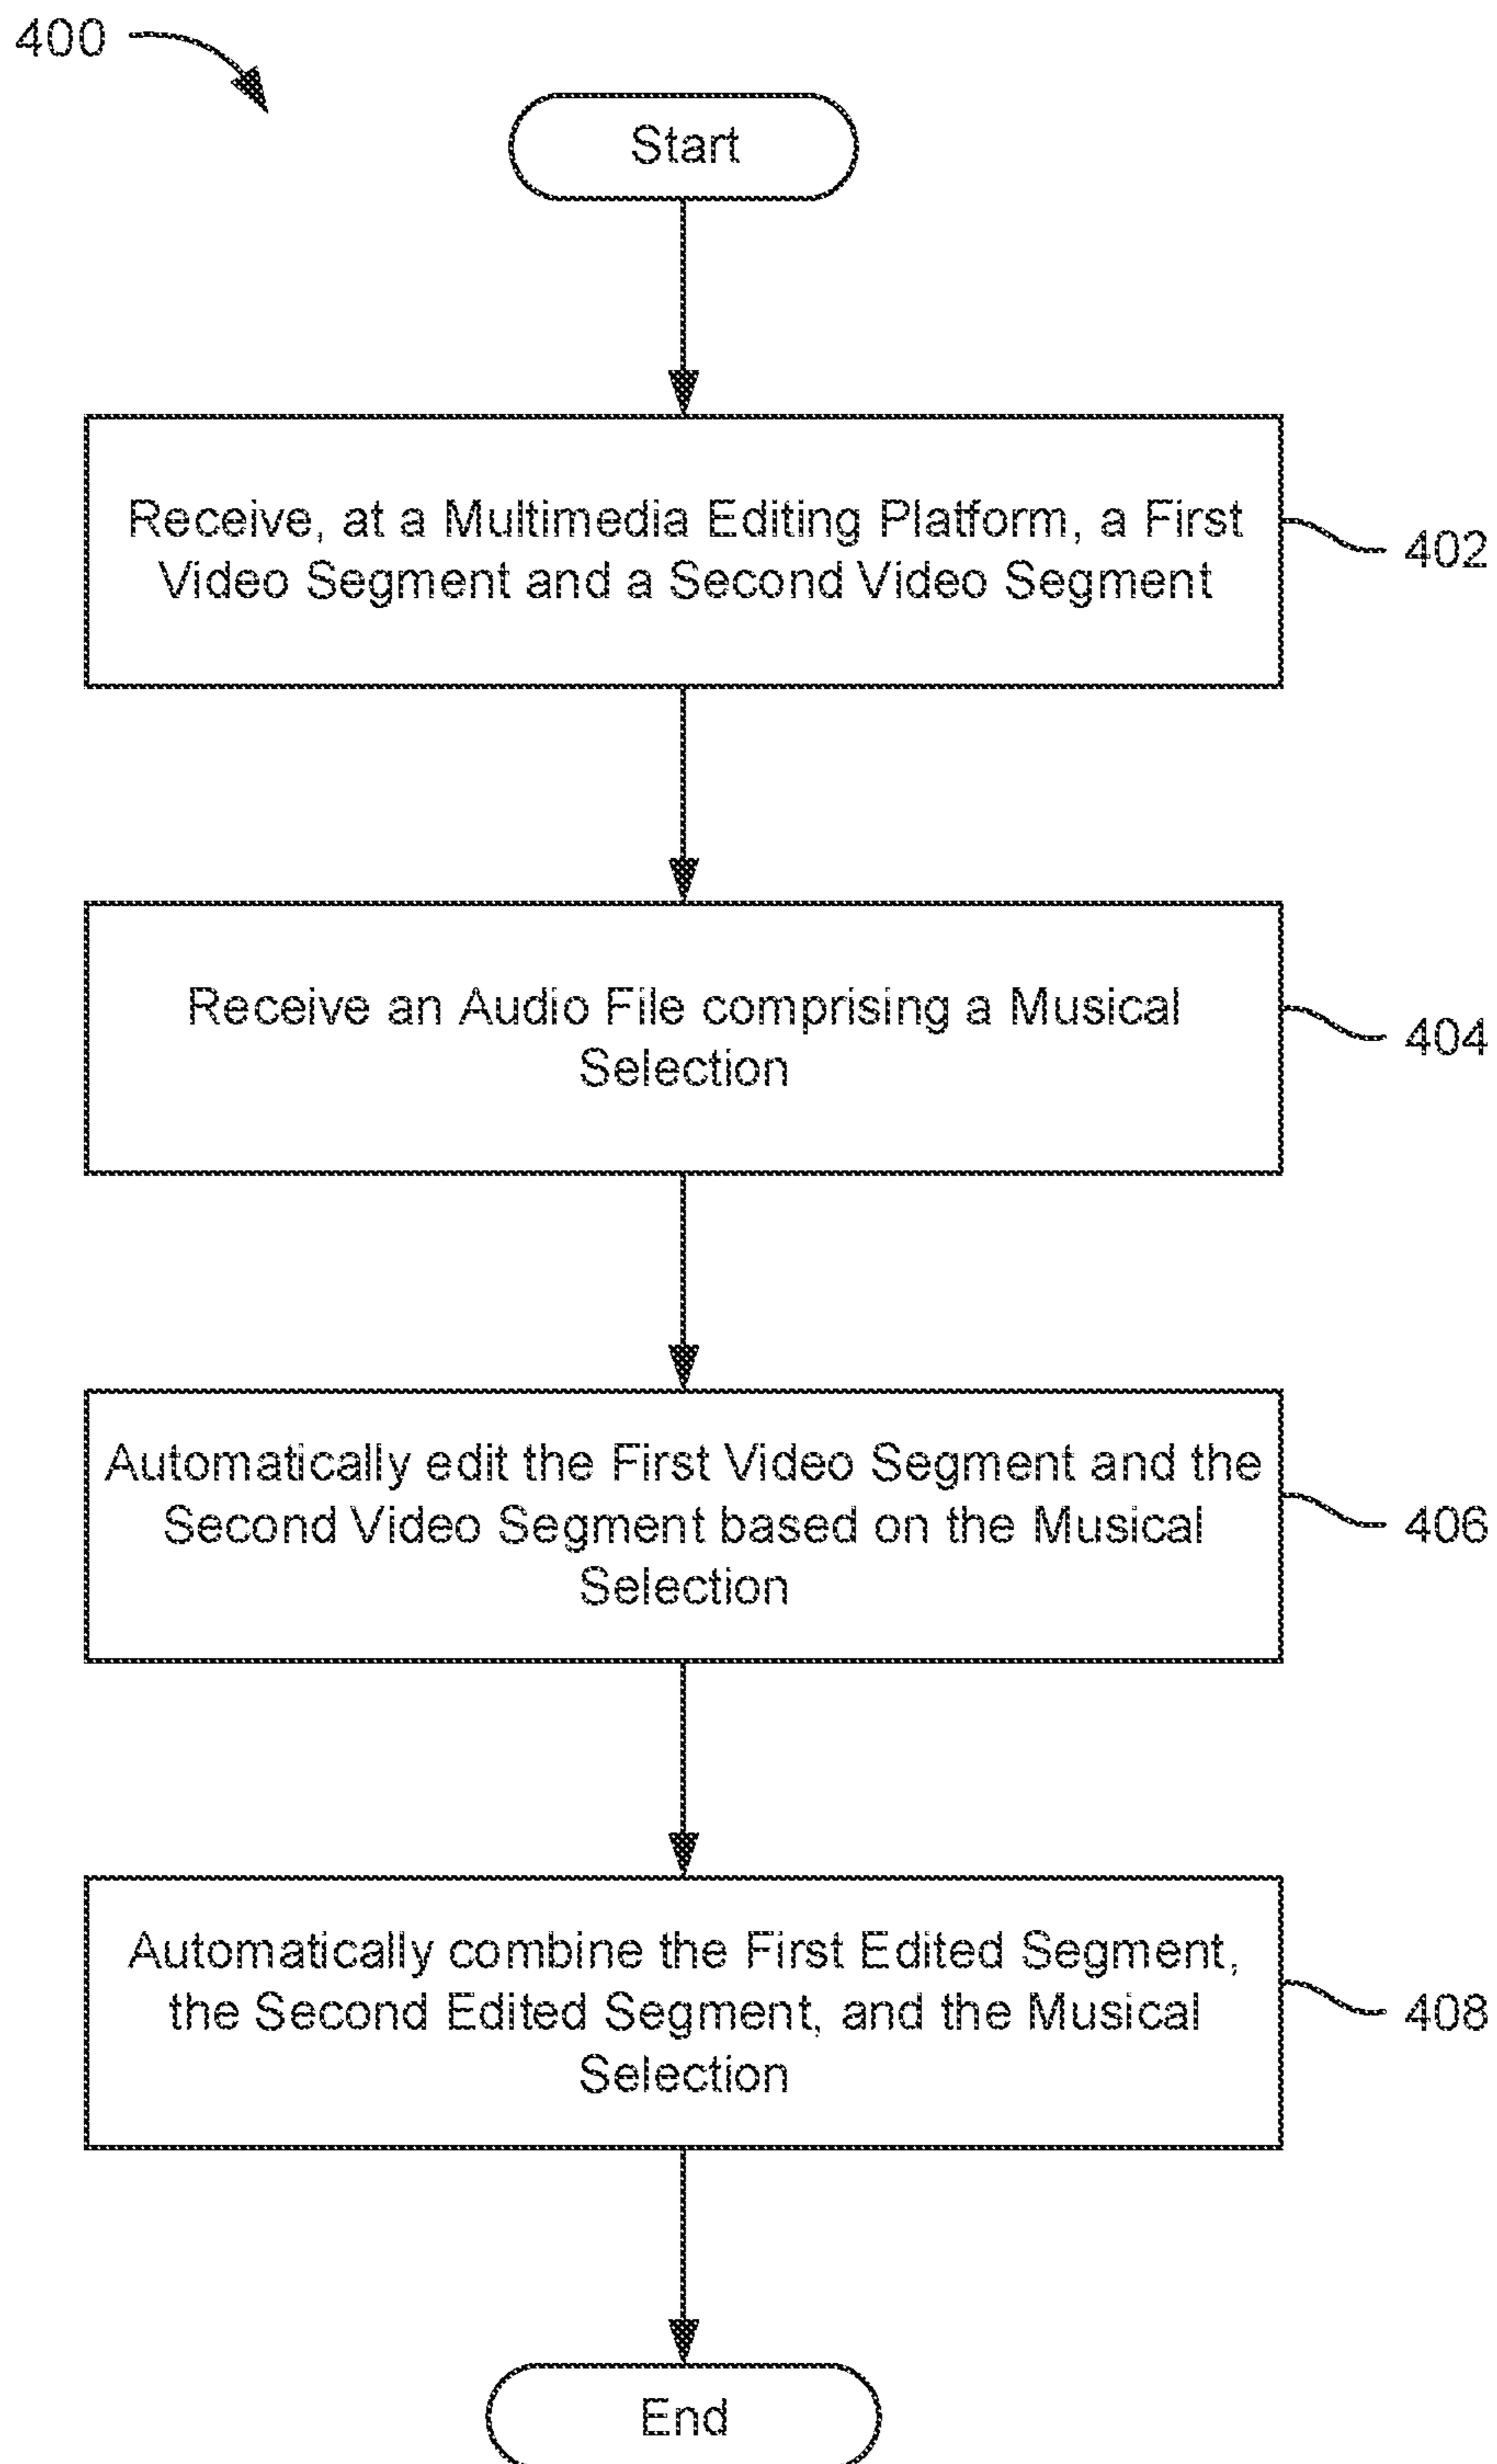 400
Start
Receive, at a Multimedia Editing Platform, a First
Video Segment and a Second Video Segment
402
Receive an Audio File comprising a Musical
Selection
404
Automatically edit the First Video Segment and the
Second Video Segment based on the Musical
Selection
406
Automatically combine the First Edited Segment,
the Second Edited Segment, and the Musical
Selection
408
End